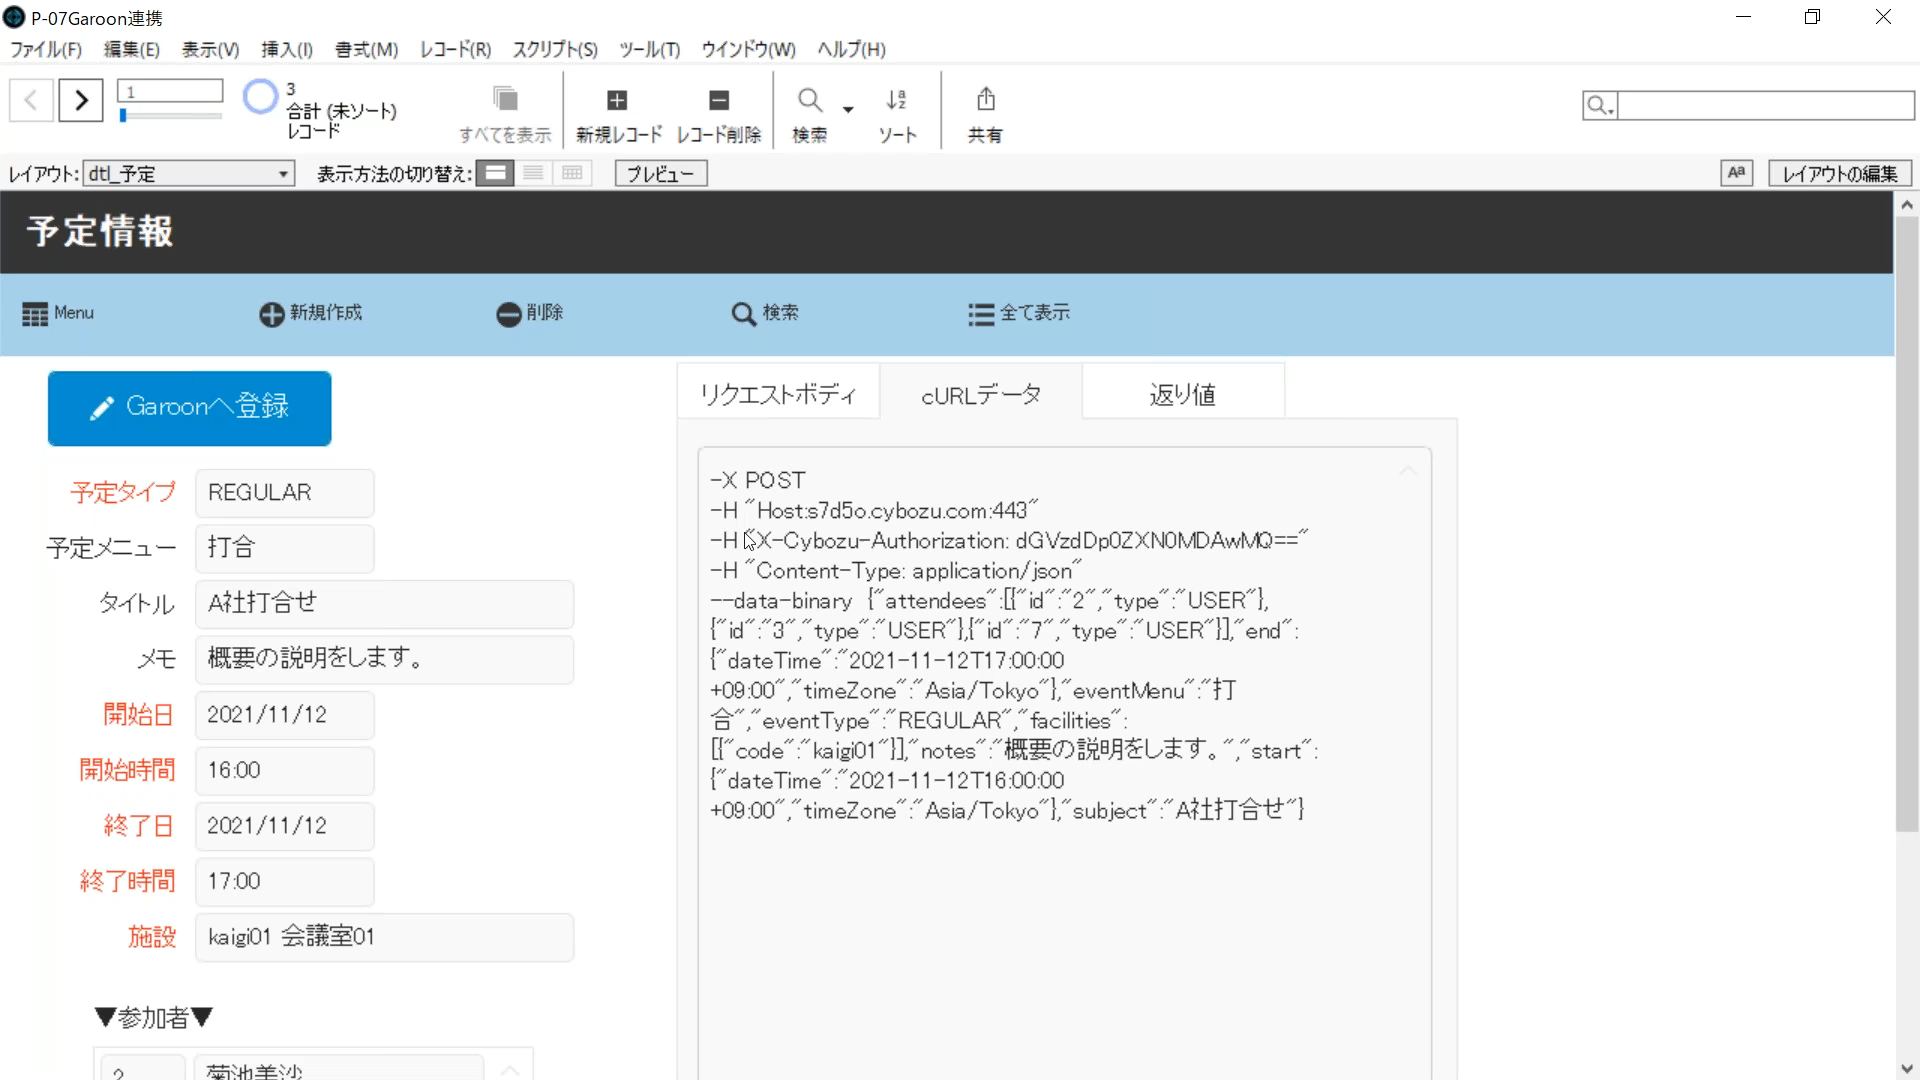 P-07Garoon連携
ファイル(F) 編集(E) 表示(V) 挿入(I) 書式(M) レコード(R) スクリプト(S) ツール(T) ウインドウ(W) ヘルプ(H)
1
3
合計 (未ソート)
レコード
すべてを表示 新規レコード レコード削除 検索 ソート 共有
レイアウト: dtl_予定 表示方法の切り替え: プレビュー Aa レイアウトの編集
予定情報
Menu 新規作成 削除 検索 全て表示
Garoonへ登録
予定タイプ REGULAR
予定メニュー 打合
タイトル A社打合せ
メモ 概要の説明をします。
開始日 2021/11/12
開始時間 16:00
終了日 2021/11/12
終了時間 17:00
施設 kaigi01 会議室01
▼参加者▼
2 菊池美沙
リクエストボディ cURLデータ 返り値
-X POST
-H "Host:s7d5o.cybozu.com:443"
-H "X-Cybozu-Authorization: dGVzdDp0ZXN0MDAwMQ=="
-H "Content-Type: application/json"
--data-binary {"attendees":[{"id":"2","type":"USER"},
{"id":"3","type":"USER"},{"id":"7","type":"USER"}],"end":
{"dateTime":"2021-11-12T17:00:00
+09:00","timeZone":"Asia/Tokyo"},"eventMenu":"打
合","eventType":"REGULAR","facilities":
[{"code":"kaigi01"}],"notes":"概要の説明をします。","start":
{"dateTime":"2021-11-12T16:00:00
+09:00","timeZone":"Asia/Tokyo"},"subject":"A社打合せ"}